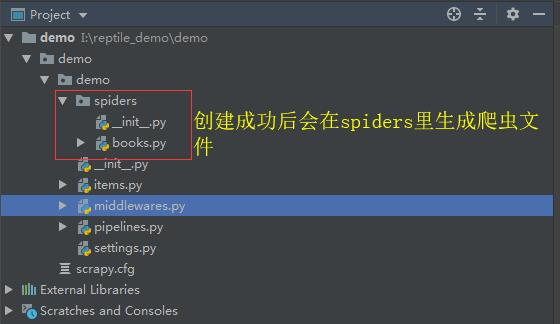 Project
demo I:\reptile_demo\demo
demo
demo
spiders
__init__.py
books.py
创建成功后会在spiders里生成爬虫文
件
__init__.py
items.py
middlewares.py
pipelines.py
settings.py
scrapy.cfg
External Libraries
Scratches and Consoles